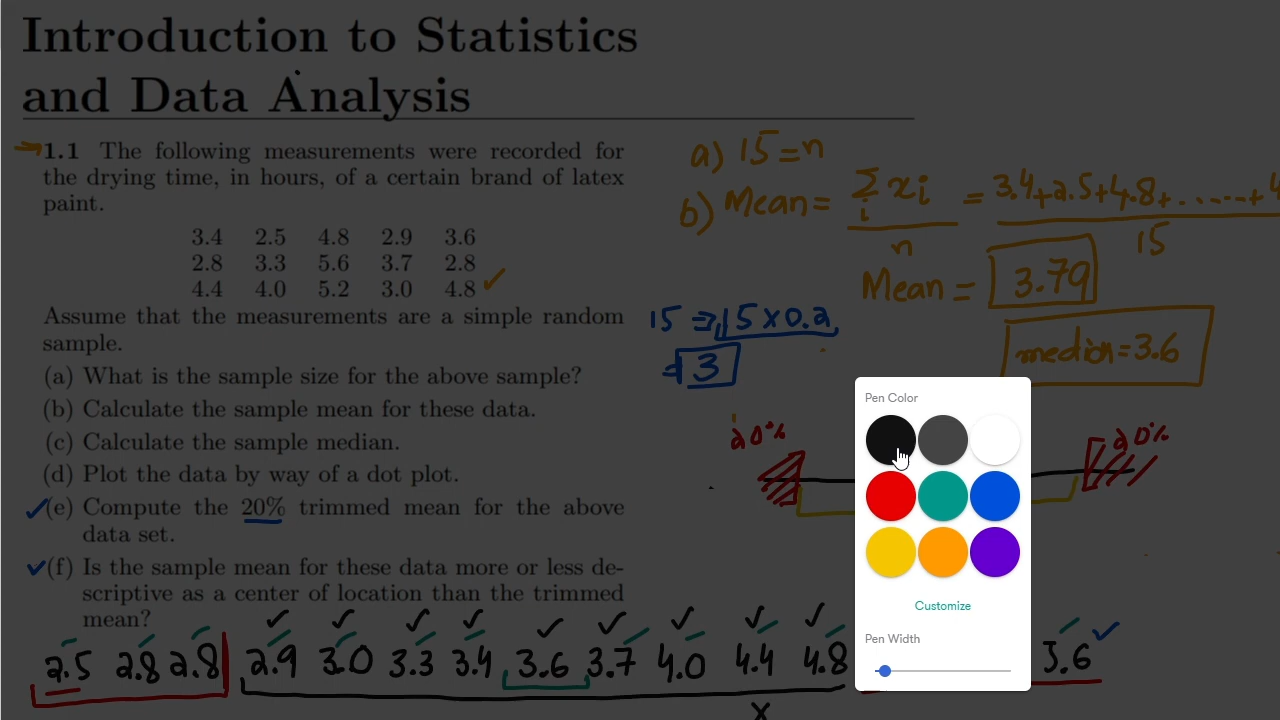 Introduction to Statistics
and Data Analysis
1.1 The following measurements were recorded for
the drying time, in hours, of a certain brand of latex
paint.
3.4 2.5 4.8 2.9 3.6
2.8 3.3 5.6 3.7 2.8
4.4 4.0 5.2 3.0 4.8 ✓
Assume that the measurements are a simple random
sample.
(a) What is the sample size for the above sample?
(b) Calculate the sample mean for these data.
(c) Calculate the sample median.
(d) Plot the data by way of a dot plot.
(e) Compute the 20% trimmed mean for the above
data set.
(f) Is the sample mean for these data more or less de-
scriptive as a center of location than the trimmed
mean?
a) 15=n
b) Mean= Σ xi / n = 3.4+2.5+4.8+......+4
i
15
Mean = 3.79
15 ⇒ 15×0.2
= 3
median=3.6
20% 20%
Pen Color
Customize
Pen Width
2.5 2.8 2.8 2.9 3.0 3.3 3.4 3.6 3.7 4.0 4.4 4.8 5.6
x